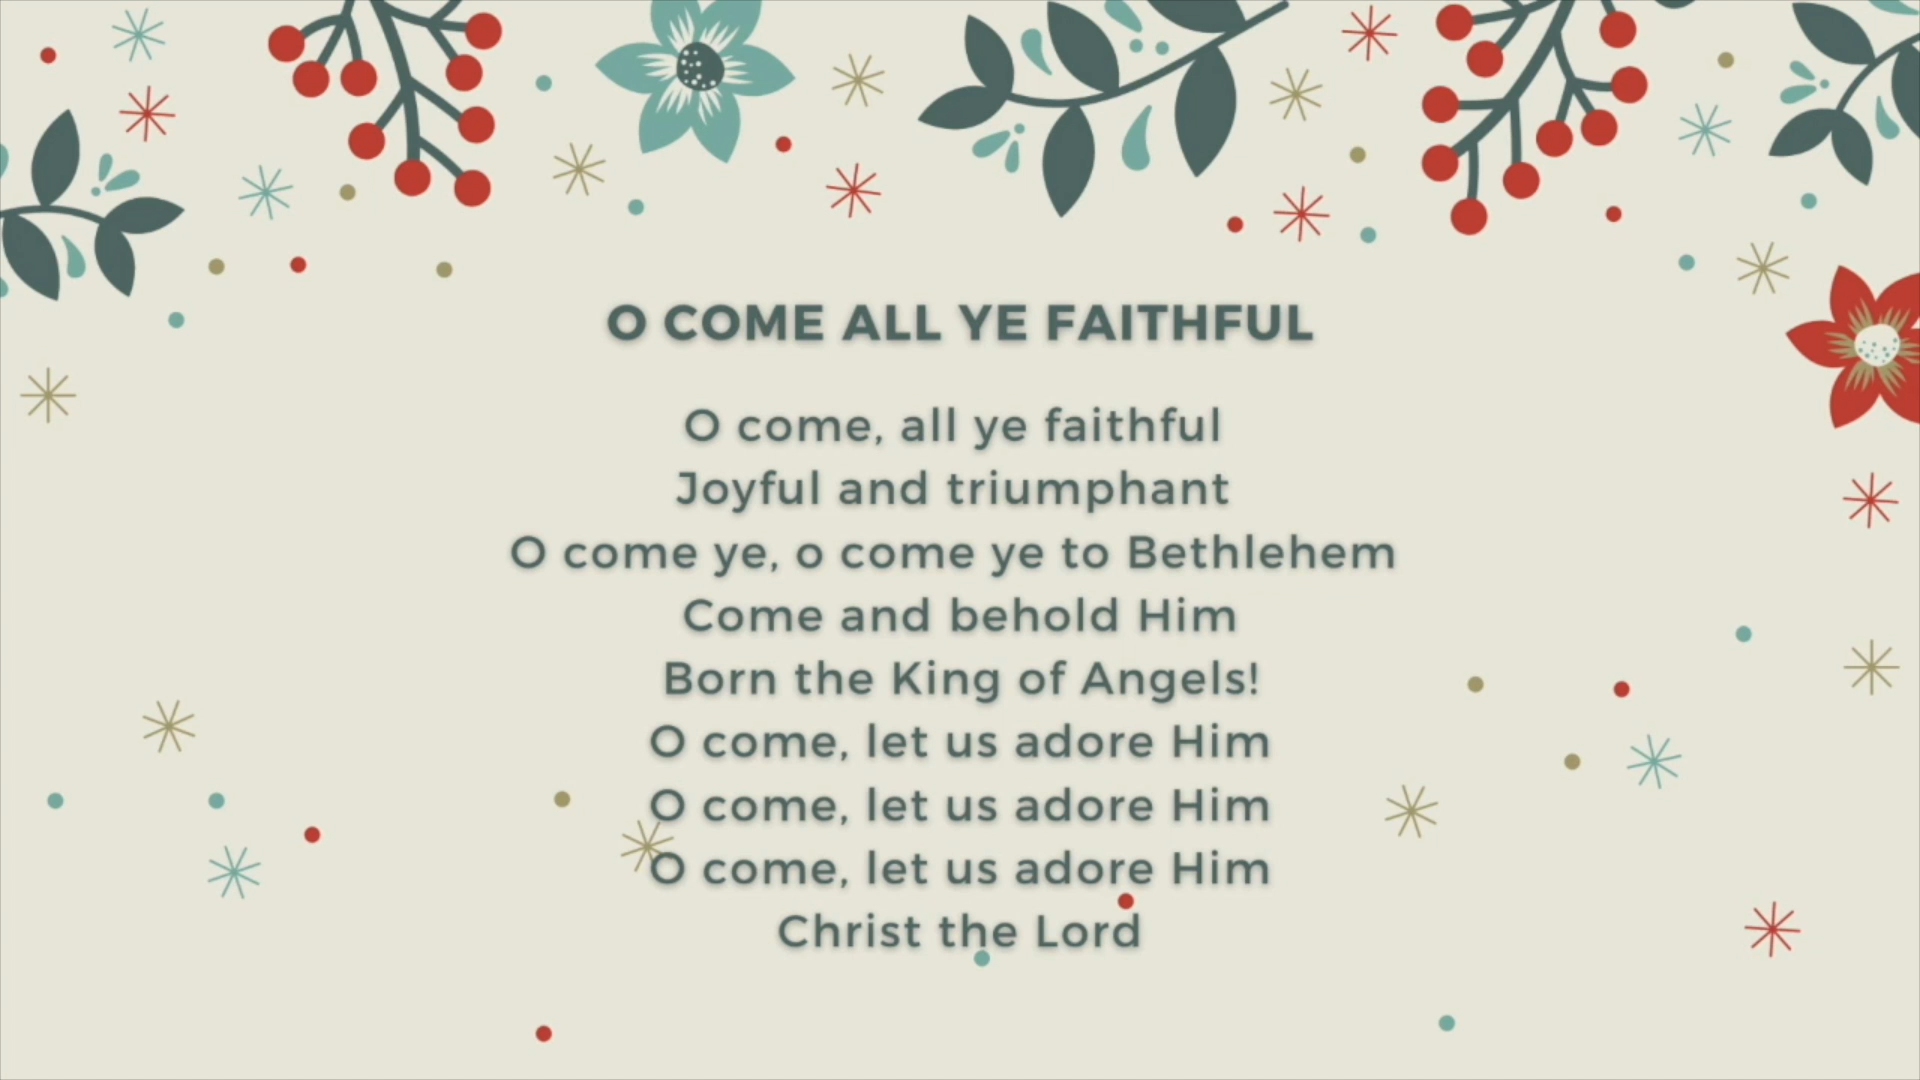 O COME ALL YE FAITHFUL
O come, all ye faithful
Joyful and triumphant
O come ye, o come ye to Bethlehem
Come and behold Him
Born the King of Angels!
O come, let us adore Him
O come, let us adore Him
O come, let us adore Him
Christ the Lord